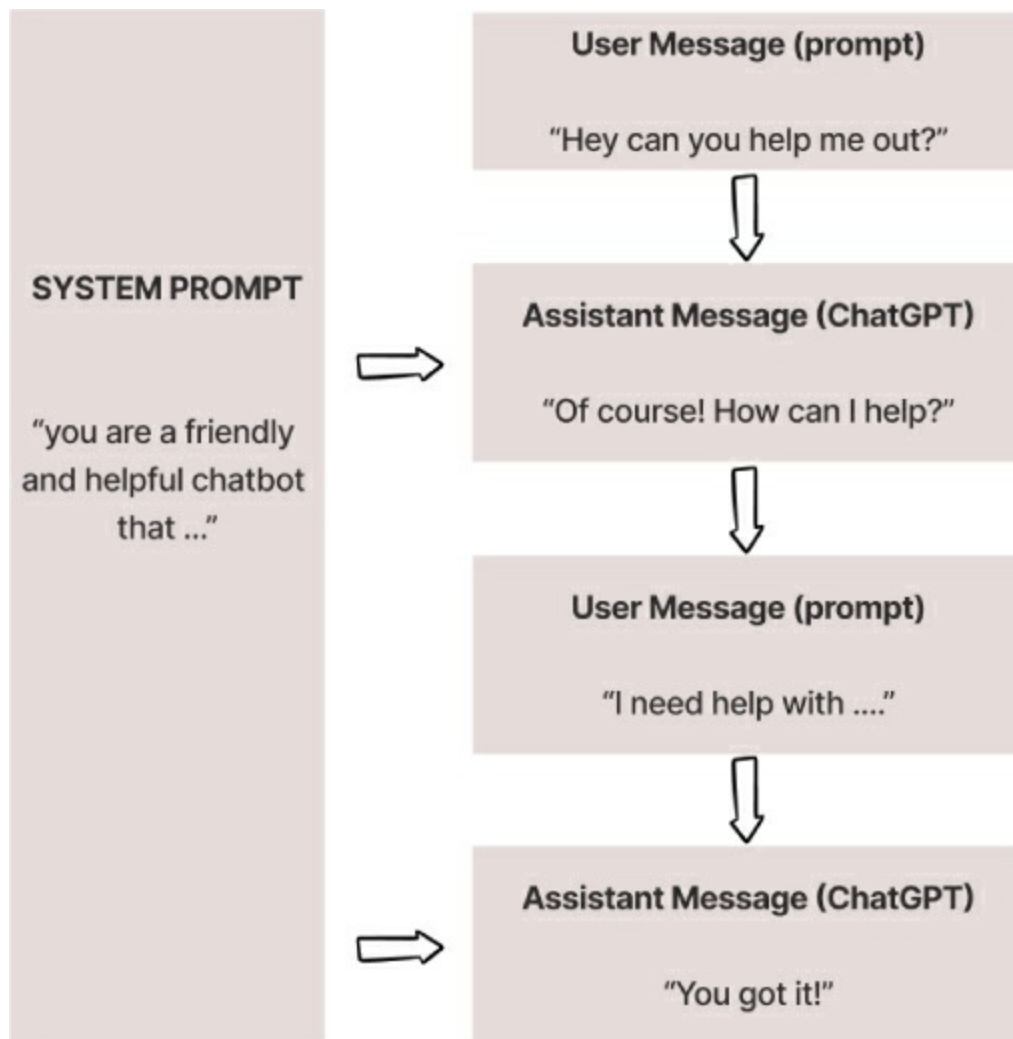 SYSTEM PROMPT
“you are a friendly
and helpful chatbot
that ...”
User Message (prompt)
“Hey can you help me out?”
Assistant Message (ChatGPT)
“Of course! How can I help?”
User Message (prompt)
“I need help with ....”
Assistant Message (ChatGPT)
“You got it!”